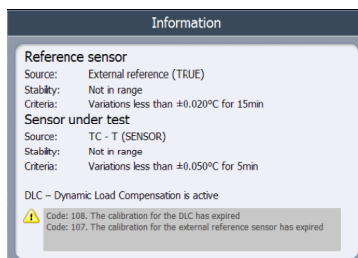 Information
Reference sensor
Source: External reference (TRUE)
Stability: Not in range
Criteria: Variations less than ±0.020ºC for 15min
Sensor under test
Source: TC - T (SENSOR)
Stability: Not in range
Criteria: Variations less than ±0.050ºC for 5min
DLC – Dynamic Load Compensation is active
Code: 108. The calibration for the DLC has expired
Code: 107. The calibration for the external reference sensor has expired